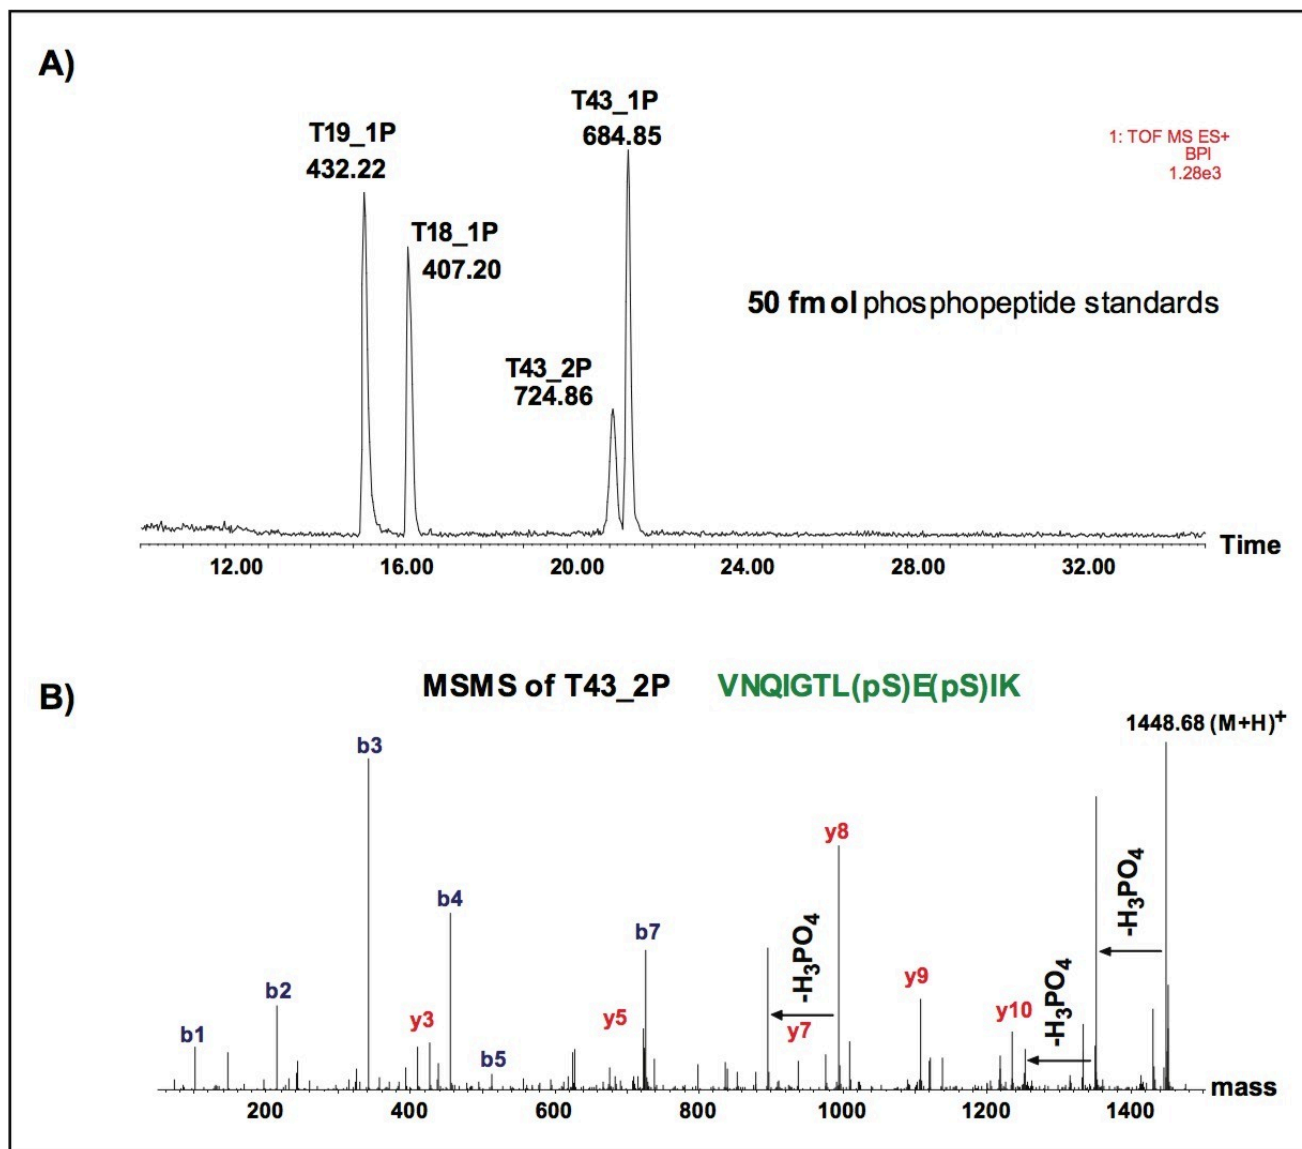 A)
T19_1P
432.22
T18_1P
407.20
T43_2P
724.86
T43_1P
684.85
1: TOF MS ES+
BPI
1.28e3
50 fmol phosphopeptide standards
Time
12.00 16.00 20.00 24.00 28.00 32.00
B)
MSMS of T43_2P VNQIGTL(pS)E(pS)IK
1448.68 (M+H)+
b1
b2
b3
y3
b4
b5
y5
b7
-H3PO4
y7
y8
y9
y10
-H3PO4
-H3PO4
mass
200 400 600 800 1000 1200 1400